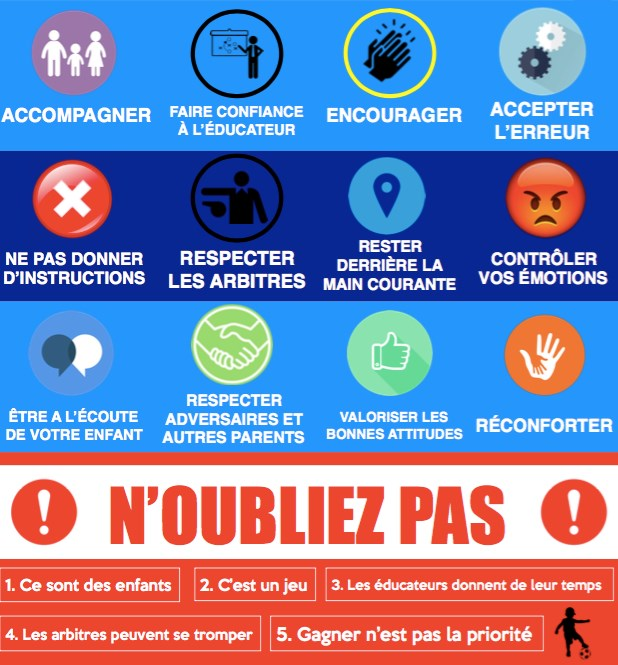 ACCOMPAGNER
FAIRE CONFIANCE
À L'ÉDUCATEUR
ENCOURAGER
ACCEPTER
L'ERREUR
NE PAS DONNER
D'INSTRUCTIONS
RESPECTER
LES ARBITRES
RESTER
DERRIÈRE LA
MAIN COURANTE
CONTRÔLER
VOS ÉMOTIONS
ÊTRE A L'ÉCOUTE
DE VOTRE ENFANT
RESPECTER
ADVERSAIRES ET
AUTRES PARENTS
VALORISER LES
BONNES ATTITUDES
RÉCONFORTER
N'OUBLIEZ PAS
1. Ce sont des enfants
2. C'est un jeu
3. Les éducateurs donnent de leur temps
4. Les arbitres peuvent se tromper
5. Gagner n'est pas la priorité